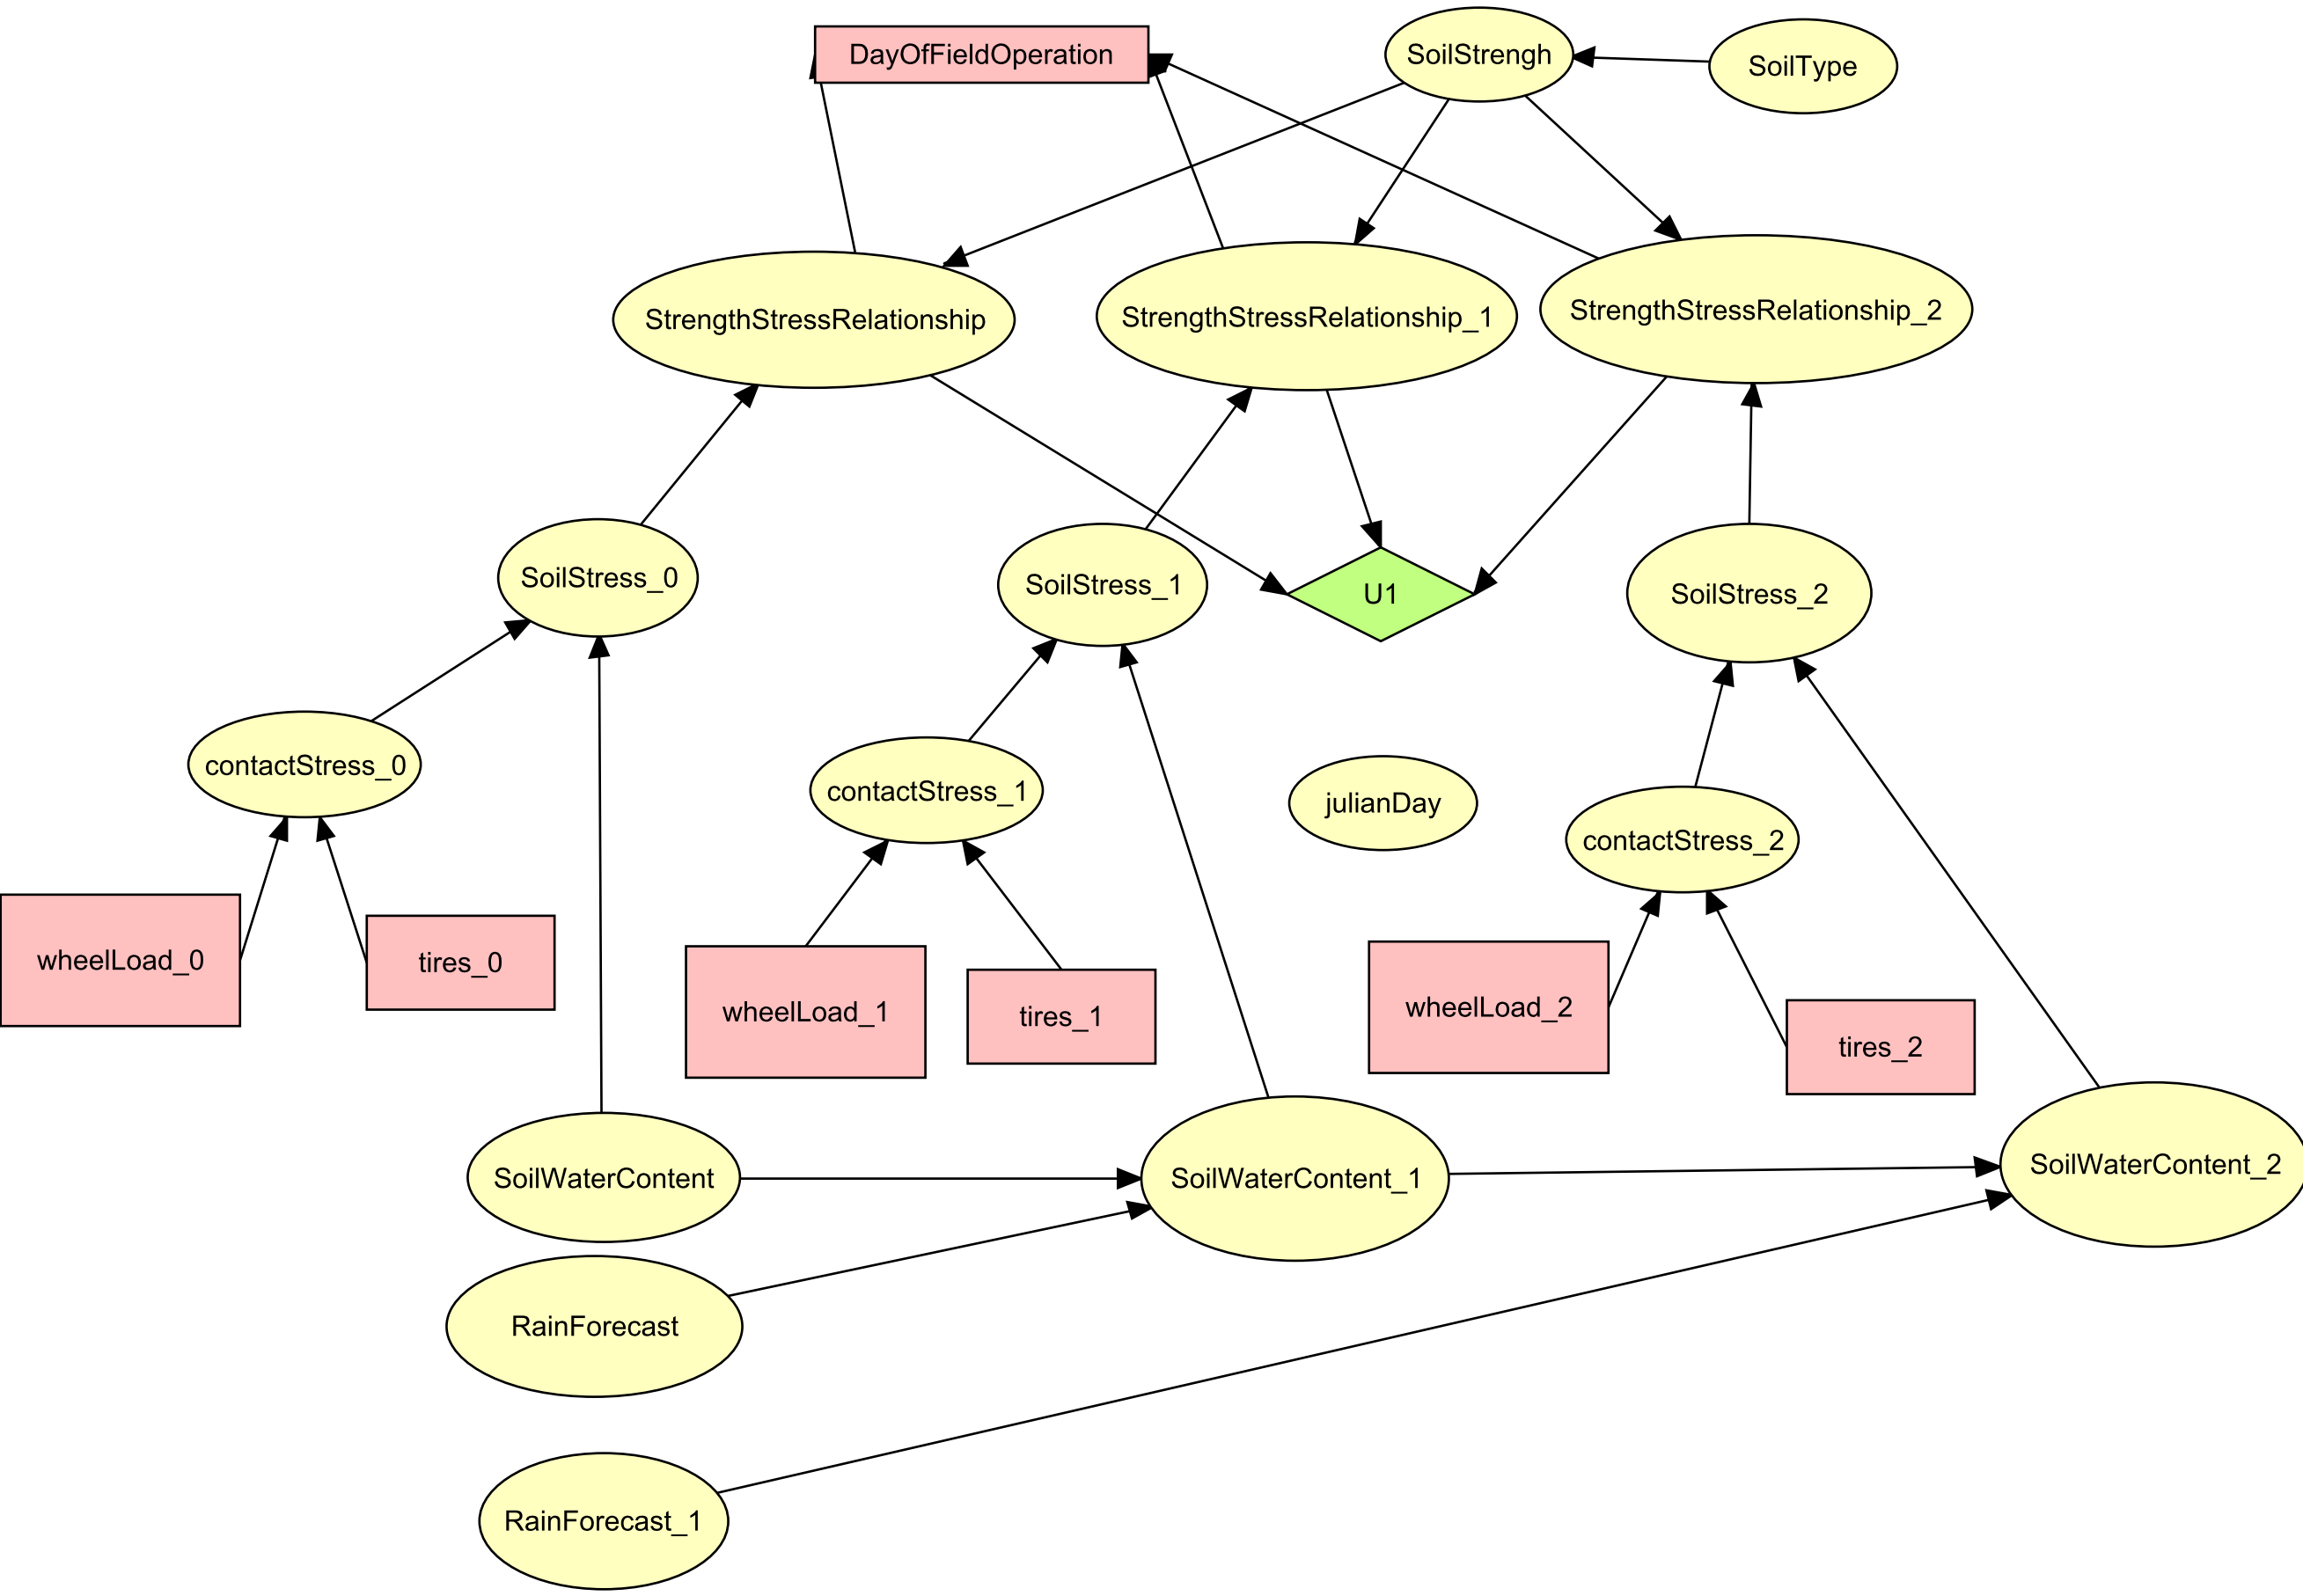 DayOfFieldOperation
SoilStrengh
SoilType
StrengthStressRelationship
StrengthStressRelationship_1
StrengthStressRelationship_2
SoilStress_0
SoilStress_1
U1
SoilStress_2
contactStress_0
contactStress_1
julianDay
contactStress_2
wheelLoad_0
tires_0
wheelLoad_1
tires_1
wheelLoad_2
tires_2
SoilWaterContent
SoilWaterContent_1
SoilWaterContent_2
RainForecast
RainForecast_1